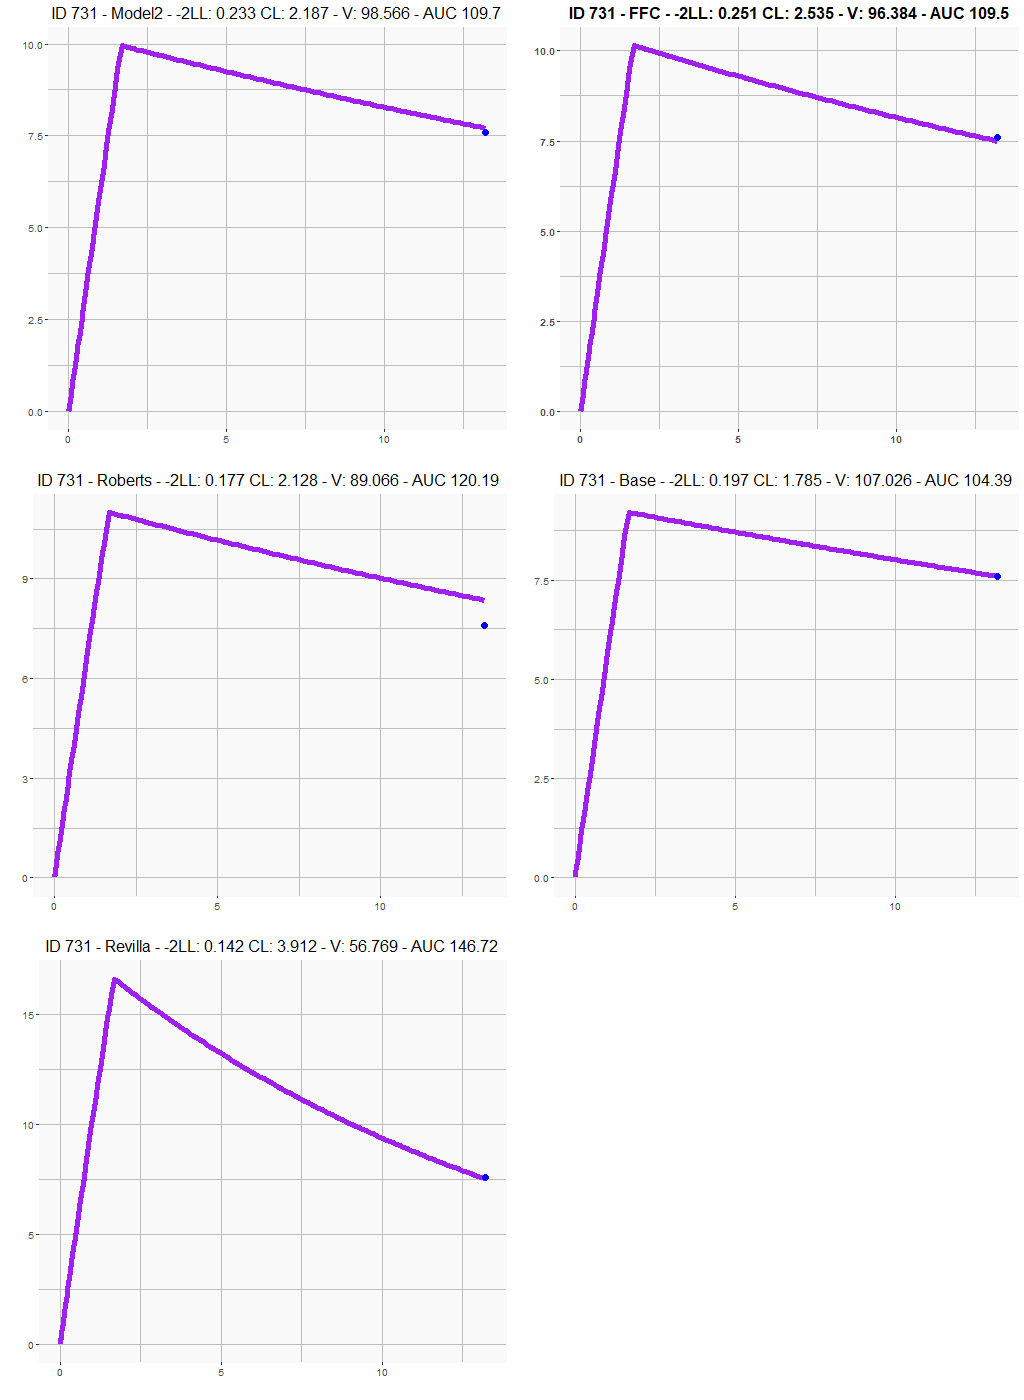 ID 731 - Model2 - -2LL: 0.233 CL: 2.187 - V: 98.566 - AUC 109.7
10.0
7.5
5.0
2.5
0.0
0 5 10
ID 731 - FFC - -2LL: 0.251 CL: 2.535 - V: 96.384 - AUC 109.5
10.0
7.5
5.0
2.5
0.0
0 5 10
ID 731 - Roberts - -2LL: 0.177 CL: 2.128 - V: 89.066 - AUC 120.19
9
6
3
0
0 5 10
ID 731 - Base - -2LL: 0.197 CL: 1.785 - V: 107.026 - AUC 104.39
7.5
5.0
2.5
0.0
0 5 10
ID 731 - Revilla - -2LL: 0.142 CL: 3.912 - V: 56.769 - AUC 146.72
15
10
5
0
0 5 10